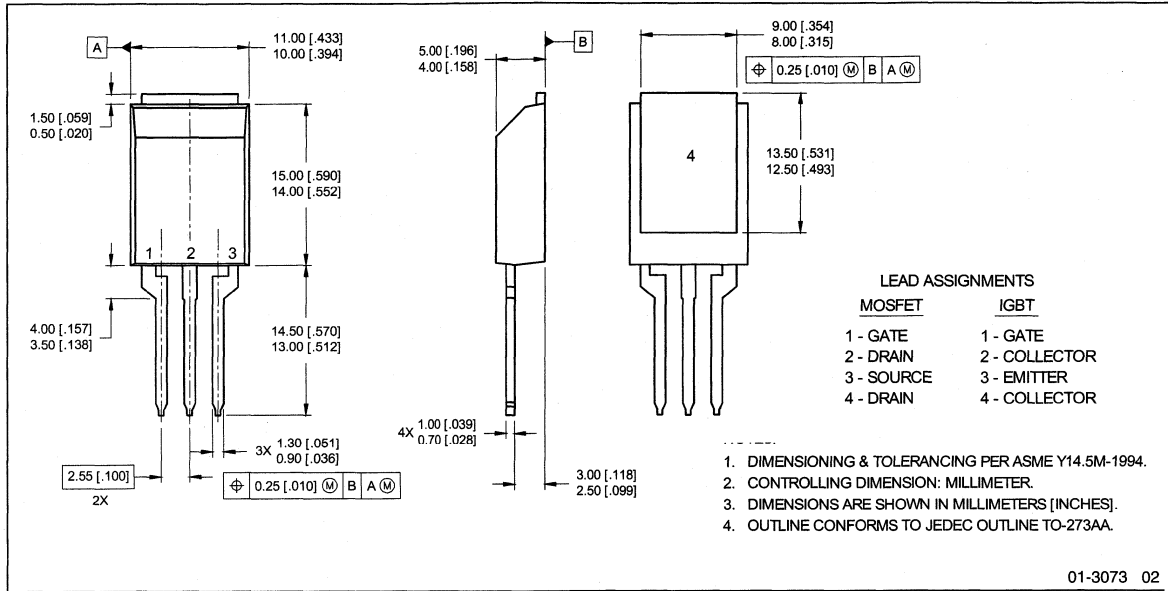 A
11.00 [.433]
10.00 [.394]
5.00 [.196]
4.00 [.158]
B
9.00 [.354]
8.00 [.315]
⌖ 0.25 [.010] Ⓜ B A Ⓜ
1.50 [.059]
0.50 [.020]
15.00 [.590]
14.00 [.552]
4
13.50 [.531]
12.50 [.493]
1 2 3
4.00 [.157]
3.50 [.138]
14.50 [.570]
13.00 [.512]
3X 1.30 [.051]
0.90 [.036]
2.55 [.100]
2X
⌖ 0.25 [.010] Ⓜ B A Ⓜ
4X 1.00 [.039]
0.70 [.028]
3.00 [.118]
2.50 [.099]
LEAD ASSIGNMENTS
MOSFET IGBT
1 - GATE 1 - GATE
2 - DRAIN 2 - COLLECTOR
3 - SOURCE 3 - EMITTER
4 - DRAIN 4 - COLLECTOR
1. DIMENSIONING & TOLERANCING PER ASME Y14.5M-1994.
2. CONTROLLING DIMENSION: MILLIMETER.
3. DIMENSIONS ARE SHOWN IN MILLIMETERS [INCHES].
4. OUTLINE CONFORMS TO JEDEC OUTLINE TO-273AA.
01-3073 02